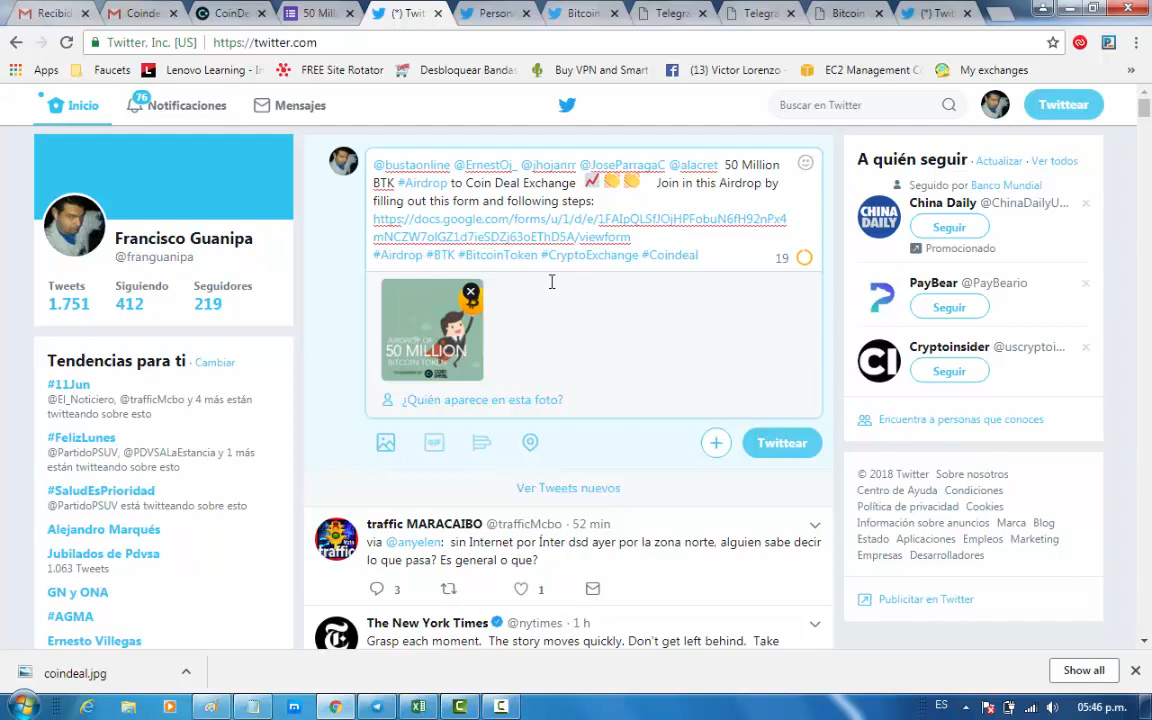 Recibid
Coinde
CoinDe
50 Mill
(*) Twit
Person
Bitcoin
Telegra
Telegra
Bitcoin
(*) Twit
Twitter, Inc. [US]
https://twitter.com
Apps
Faucets
Lenovo Learning - In
FREE Site Rotator
Desbloquear Bandas
Buy VPN and Smart
(13) Victor Lorenzo
EC2 Management C
My exchanges
»
Inicio
76
Notificaciones
Mensajes
Buscar en Twitter
Twittear
Francisco Guanipa
@franguanipa
Tweets Siguiendo Seguidores
1.751 412 219
Tendencias para ti · Cambiar
#11Jun
@El_Noticiero, @trafficMcbo y 4 más están
twitteando sobre esto
#FelizLunes
@PartidoPSUV, @PDVSALaEstancia y 1 más
están twitteando sobre esto
#SaludEsPrioridad
@PartidoPSUV está twitteando sobre esto
Alejandro Marqués
Jubilados de Pdvsa
1.063 Tweets
GN y ONA
#AGMA
Ernesto Villegas
@bustaonline @ErnestOj_ @jhojanrr @JoseParragaC @alacret 50 Million
BTK #Airdrop to Coin Deal Exchange 📈👏👏 Join in this Airdrop by
filling out this form and following steps:
https://docs.google.com/forms/u/1/d/e/1FAIpQLSfJOjHPFobuN6fH92nPx4
mNCZW7olGZ1d7ieSDZj63oEThD5A/viewform
#Airdrop #BTK #BitcoinToken #CryptoExchange #Coindeal
19
AIRDROP OF
50 MILLION
BITCOIN TOKEN
¿Quién aparece en esta foto?
GIF
Twittear
Ver Tweets nuevos
traffic MARACAIBO @trafficMcbo · 52 min
via @anyelen: sin Internet por Ínter dsd ayer por la zona norte, alguien sabe decir
lo que pasa? Es general o que?
3
1
The New York Times @nytimes · 1 h
Grasp each moment. The story moves quickly. Don't get left behind. Take
A quién seguir · Actualizar · Ver todos
Seguido por Banco Mundial
CHINA DAILY
China Daily @ChinaDailyU...
Seguir
Promocionado
PayBear @PayBeario
Seguir
Cryptoinsider @uscryptoi...
Seguir
Encuentra a personas que conoces
© 2018 Twitter Sobre nosotros
Centro de Ayuda Condiciones
Política de privacidad Cookies
Información sobre anuncios Marca Blog
Estado Aplicaciones Empleos Marketing
Empresas Desarrolladores
Publicitar en Twitter
coindeal.jpg
Show all
ES
05:46 p.m.